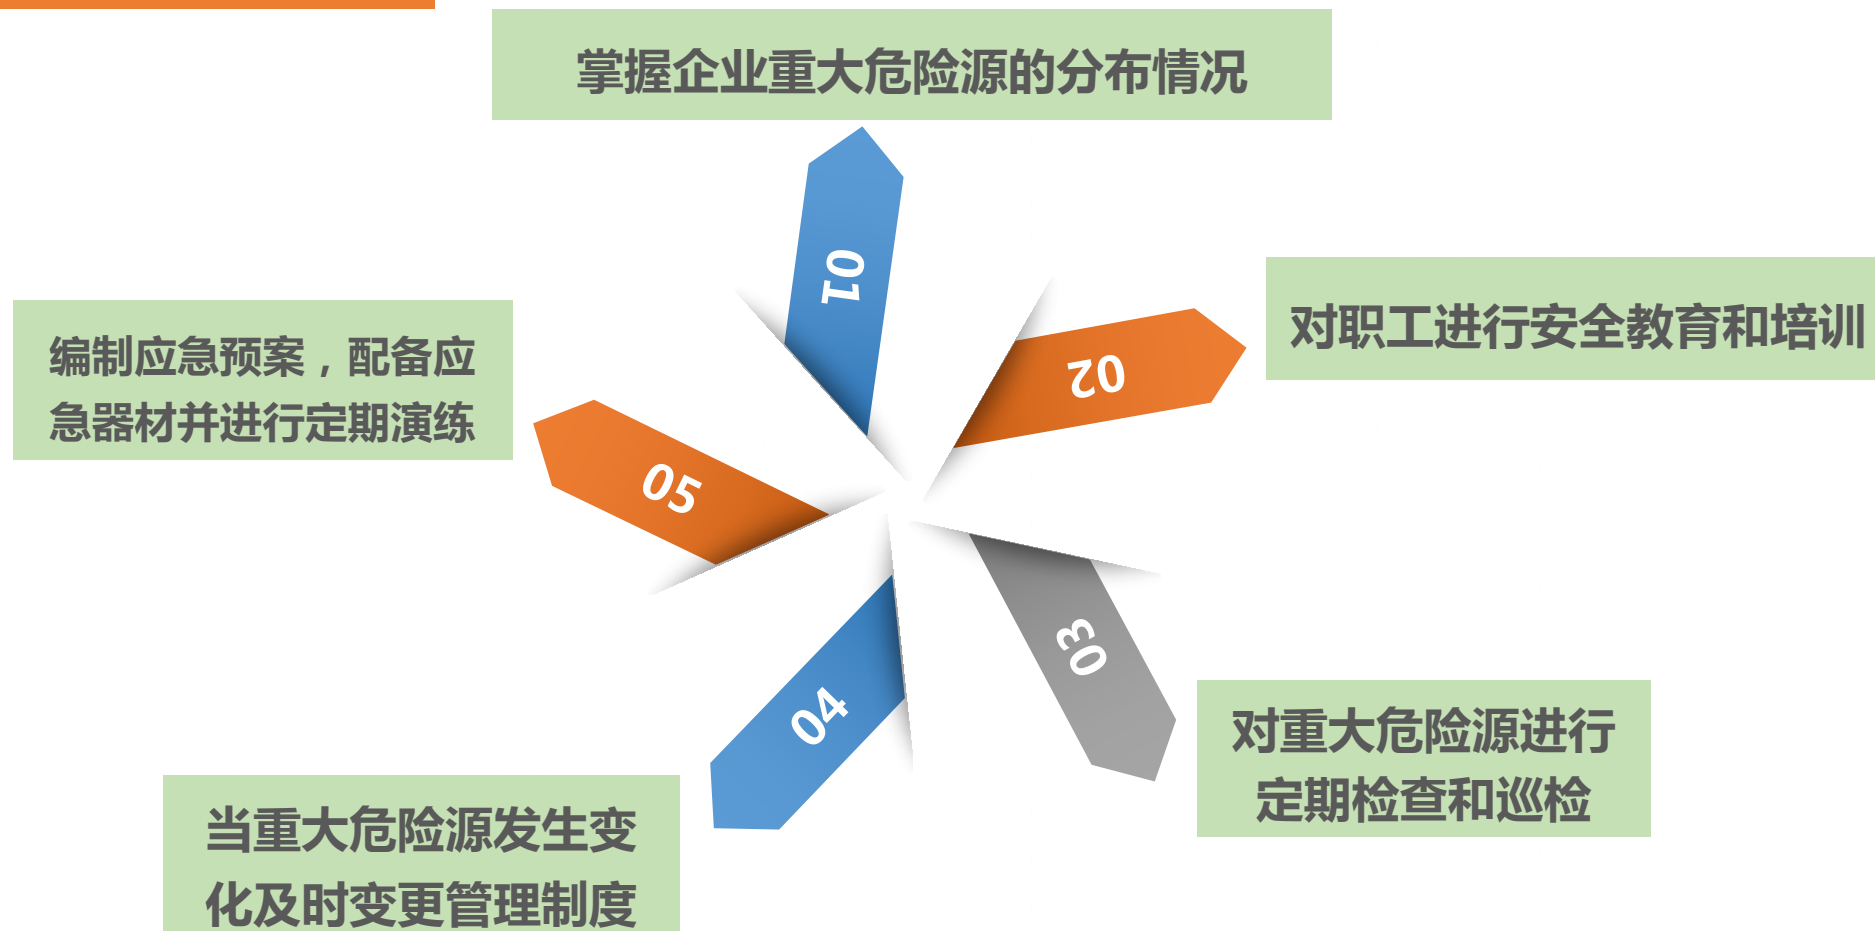 掌握企业重大危险源的分布情况
01
02
对职工进行安全教育和培训
03
对重大危险源进行
定期检查和巡检
04
当重大危险源发生变
化及时变更管理制度
05
编制应急预案，配备应
急器材并进行定期演练